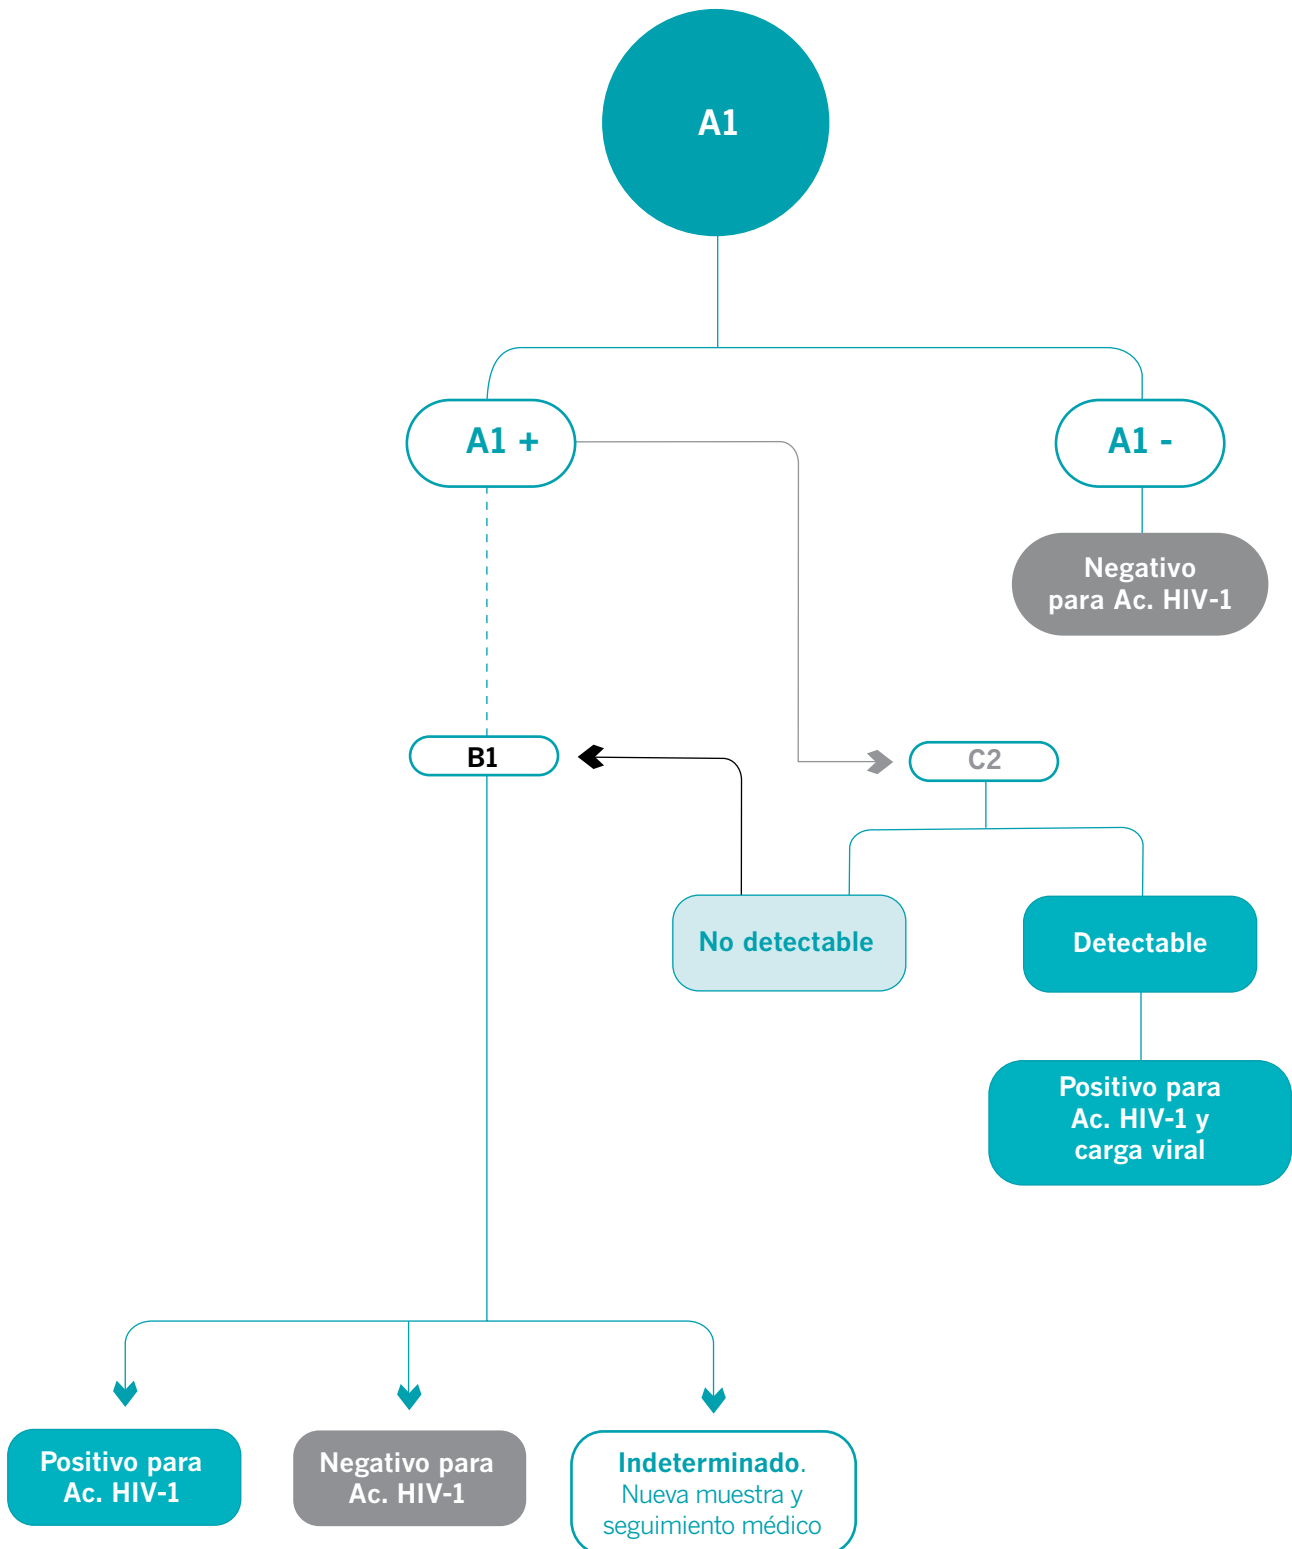 A1
A1 +
A1 -
Negativo
para Ac. HIV-1
B1
C2
No detectable
Detectable
Positivo para
Ac. HIV-1 y
carga viral
Positivo para
Ac. HIV-1
Negativo para
Ac. HIV-1
Indeterminado.
Nueva muestra y
seguimiento médico